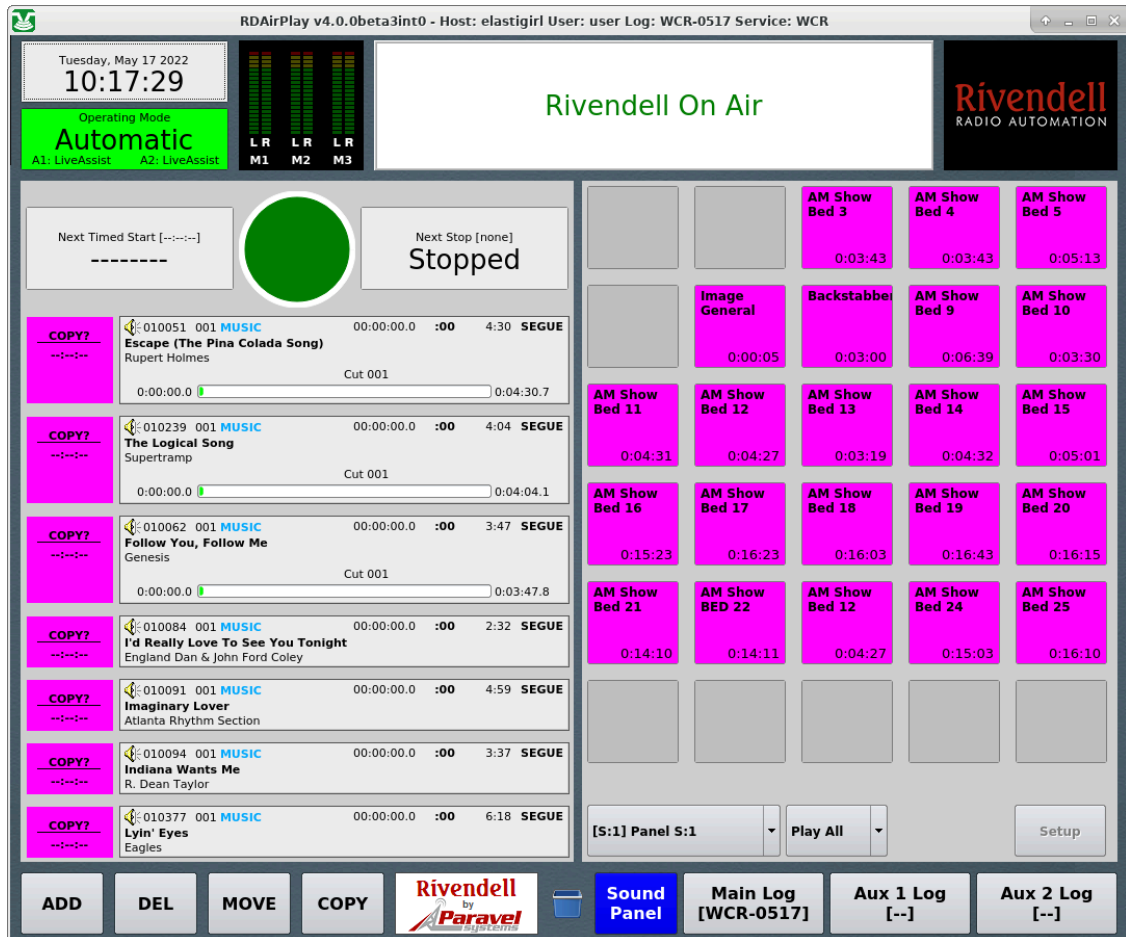 RDAirPlay v4.0.0beta3int0 - Host: elastigirl User: user Log: WCR-0517 Service: WCR
Tuesday, May 17 2022
10:17:29
Operating Mode
Automatic
A1: LiveAssist A2: LiveAssist
L R L R L R
M1 M2 M3
Rivendell On Air
Rivendell
RADIO AUTOMATION
Next Timed Start [--:--:--]
--------
Next Stop [none]
Stopped
COPY?
--:--:--
010051 001 MUSIC 00:00:00.0 :00 4:30 SEGUE
Escape (The Pina Colada Song)
Rupert Holmes
Cut 001
0:00:00.0 0:04:30.7
COPY?
--:--:--
010239 001 MUSIC 00:00:00.0 :00 4:04 SEGUE
The Logical Song
Supertramp
Cut 001
0:00:00.0 0:04:04.1
COPY?
--:--:--
010062 001 MUSIC 00:00:00.0 :00 3:47 SEGUE
Follow You, Follow Me
Genesis
Cut 001
0:00:00.0 0:03:47.8
COPY?
--:--:--
010084 001 MUSIC 00:00:00.0 :00 2:32 SEGUE
I'd Really Love To See You Tonight
England Dan & John Ford Coley
COPY?
--:--:--
010091 001 MUSIC 00:00:00.0 :00 4:59 SEGUE
Imaginary Lover
Atlanta Rhythm Section
COPY?
--:--:--
010094 001 MUSIC 00:00:00.0 :00 3:37 SEGUE
Indiana Wants Me
R. Dean Taylor
COPY?
--:--:--
010377 001 MUSIC 00:00:00.0 :00 6:18 SEGUE
Lyin' Eyes
Eagles
AM Show
Bed 3
0:03:43
AM Show
Bed 4
0:03:43
AM Show
Bed 5
0:05:13
Image
General
0:00:05
Backstabber
0:03:00
AM Show
Bed 9
0:06:39
AM Show
Bed 10
0:03:30
AM Show
Bed 11
0:04:31
AM Show
Bed 12
0:04:27
AM Show
Bed 13
0:03:19
AM Show
Bed 14
0:04:32
AM Show
Bed 15
0:05:01
AM Show
Bed 16
0:15:23
AM Show
Bed 17
0:16:23
AM Show
Bed 18
0:16:03
AM Show
Bed 19
0:16:43
AM Show
Bed 20
0:16:15
AM Show
Bed 21
0:14:10
AM Show
BED 22
0:14:11
AM Show
Bed 12
0:04:27
AM Show
Bed 24
0:15:03
AM Show
Bed 25
0:16:10
[S:1] Panel S:1
Play All
Setup
ADD
DEL
MOVE
COPY
Rivendell
by
Paravel
systems
Sound
Panel
Main Log
[WCR-0517]
Aux 1 Log
[--]
Aux 2 Log
[--]